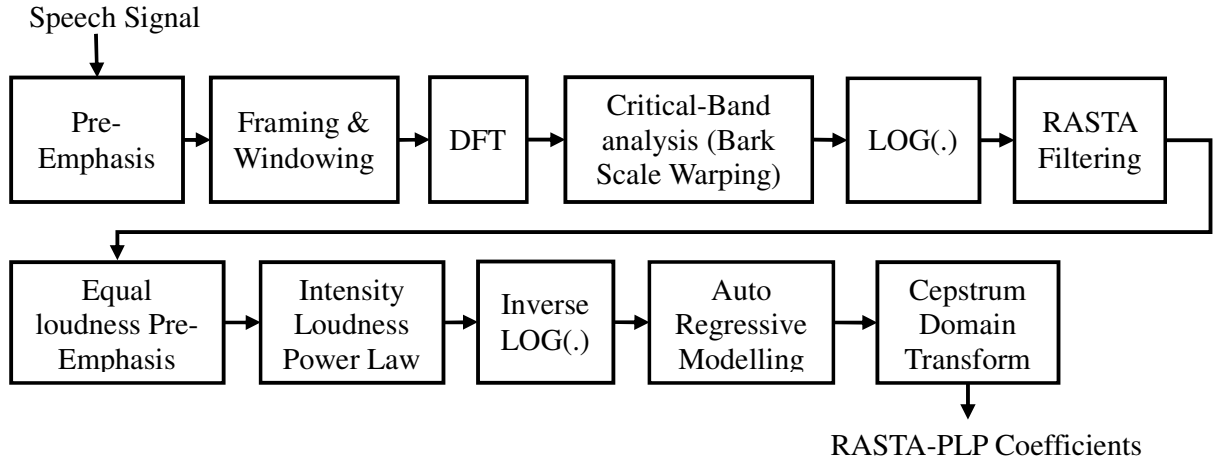 Speech Signal
Pre-
Emphasis
Framing &
Windowing
DFT
Critical-Band
analysis (Bark
Scale Warping)
LOG(.)
RASTA
Filtering
Equal
loudness Pre-
Emphasis
Intensity
Loudness
Power Law
Inverse
LOG(.)
Auto
Regressive
Modelling
Cepstrum
Domain
Transform
RASTA-PLP Coefficients